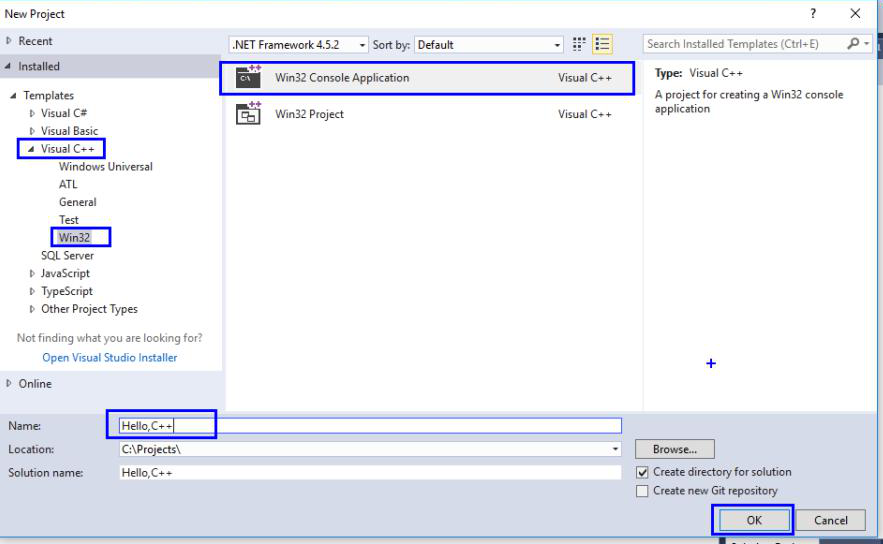 New Project
?
Recent
.NET Framework 4.5.2 Sort by: Default
Search Installed Templates (Ctrl+E)
Installed
Templates
Visual C#
Visual Basic
Visual C++
Windows Universal
ATL
General
Test
Win32
SQL Server
JavaScript
TypeScript
Other Project Types
Not finding what you are looking for?
Open Visual Studio Installer
Online
Win32 Console Application Visual C++
Win32 Project Visual C++
Type: Visual C++
A project for creating a Win32 console
application
Name: Hello,C++
Location: C:\Projects\
Browse...
Solution name: Hello,C++
Create directory for solution
Create new Git repository
OK
Cancel